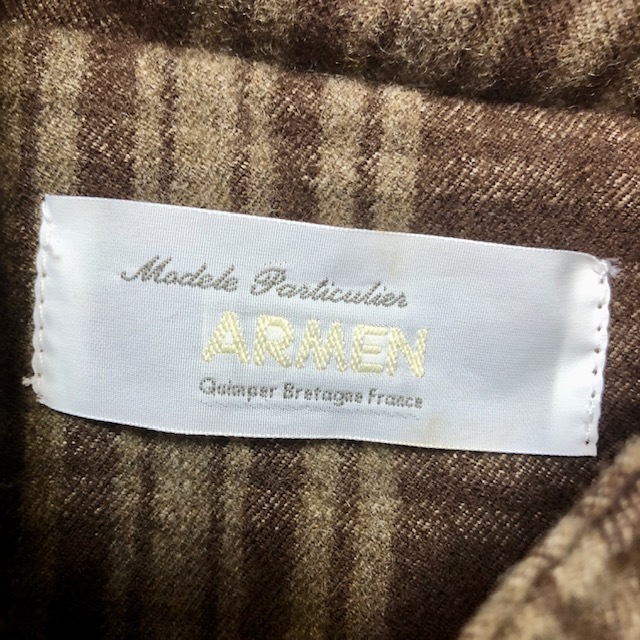 Modele Particulier
ARMEN
Quimper Bretagne France